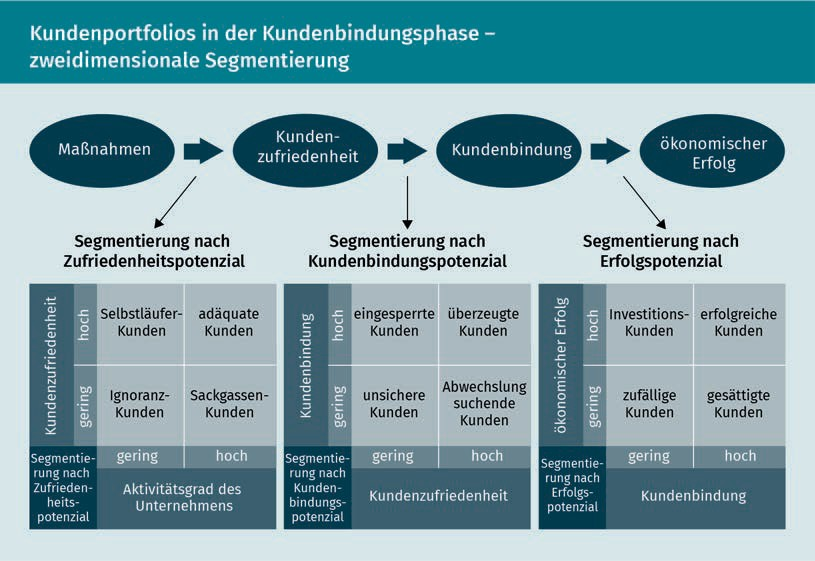 Kundenportfolios in der Kundenbindungsphase –
zweidimensionale Segmentierung
Maßnahmen
Kunden-
zufriedenheit
Kundenbindung
ökonomischer
Erfolg
Segmentierung nach
Zufriedenheitspotenzial
Kundenzufriedenheit
hoch
Selbstläufer-
Kunden
adäquate
Kunden
gering
Ignoranz-
Kunden
Sackgassen-
Kunden
Segmentie-
rung nach
Zufrieden-
heits-
potenzial
gering
hoch
Aktivitätsgrad des
Unternehmens
Segmentierung nach
Kundenbindungspotenzial
Kundenbindung
hoch
eingesperrte
Kunden
überzeugte
Kunden
gering
unsichere
Kunden
Abwechslung
suchende
Kunden
Segmentie-
rung nach
Kunden-
bindungs-
potenzial
gering
hoch
Kundenzufriedenheit
Segmentierung nach
Erfolgspotenzial
ökonomischer Erfolg
hoch
Investitions-
Kunden
erfolgreiche
Kunden
gering
zufällige
Kunden
gesättigte
Kunden
Segmentie-
rung nach
Erfolgs-
potenzial
gering
hoch
Kundenbindung